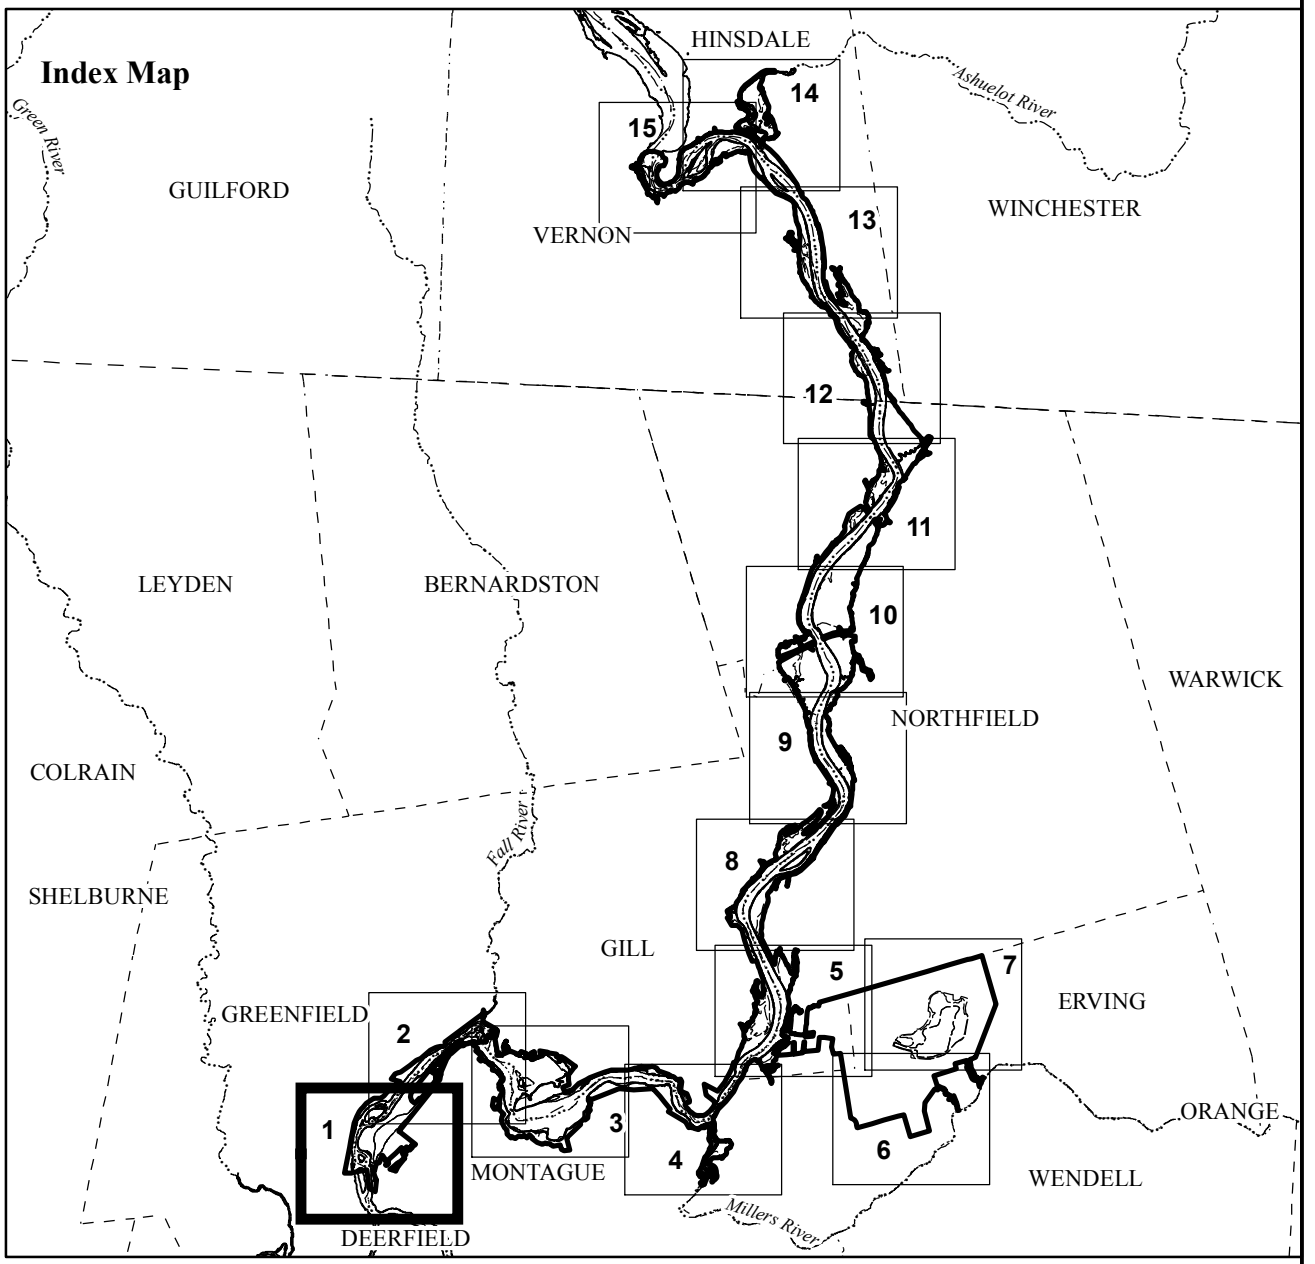 HINSDALE
Index Map
Ashuelot River
14
Green River
15
GUILFORD
WINCHESTER
13
VERNON
12
11
LEYDEN
BERNARDSTON
10
WARWICK
NORTHFIELD
9
COLRAIN
Fall River
8
SHELBURNE
GILL
7
5
ERVING
GREENFIELD
2
ORANGE
3
1
6
4
MONTAGUE
WENDELL
Millers River
DEERFIELD